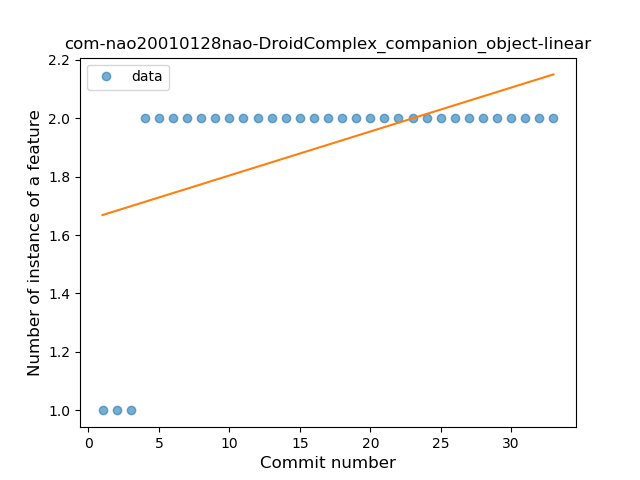 com-nao20010128nao-DroidComplex_companion_object-linear
data
Number of instance of a feature
2.2
2.0
1.8
1.6
1.4
1.2
1.0
0 5 10 15 20 25 30
Commit number